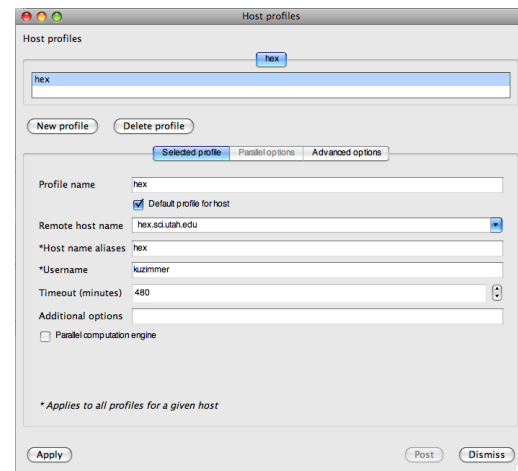 Host profiles
Host profiles
hex
hex
New profile Delete profile
Selected profile Parallel options Advanced options
Profile name hex
Default profile for host
Remote host name hex.sci.utah.edu
*Host name aliases hex
*Username kuzimmer
Timeout (minutes) 480
Additional options
Parallel computation engine
* Applies to all profiles for a given host
Apply Post Dismiss